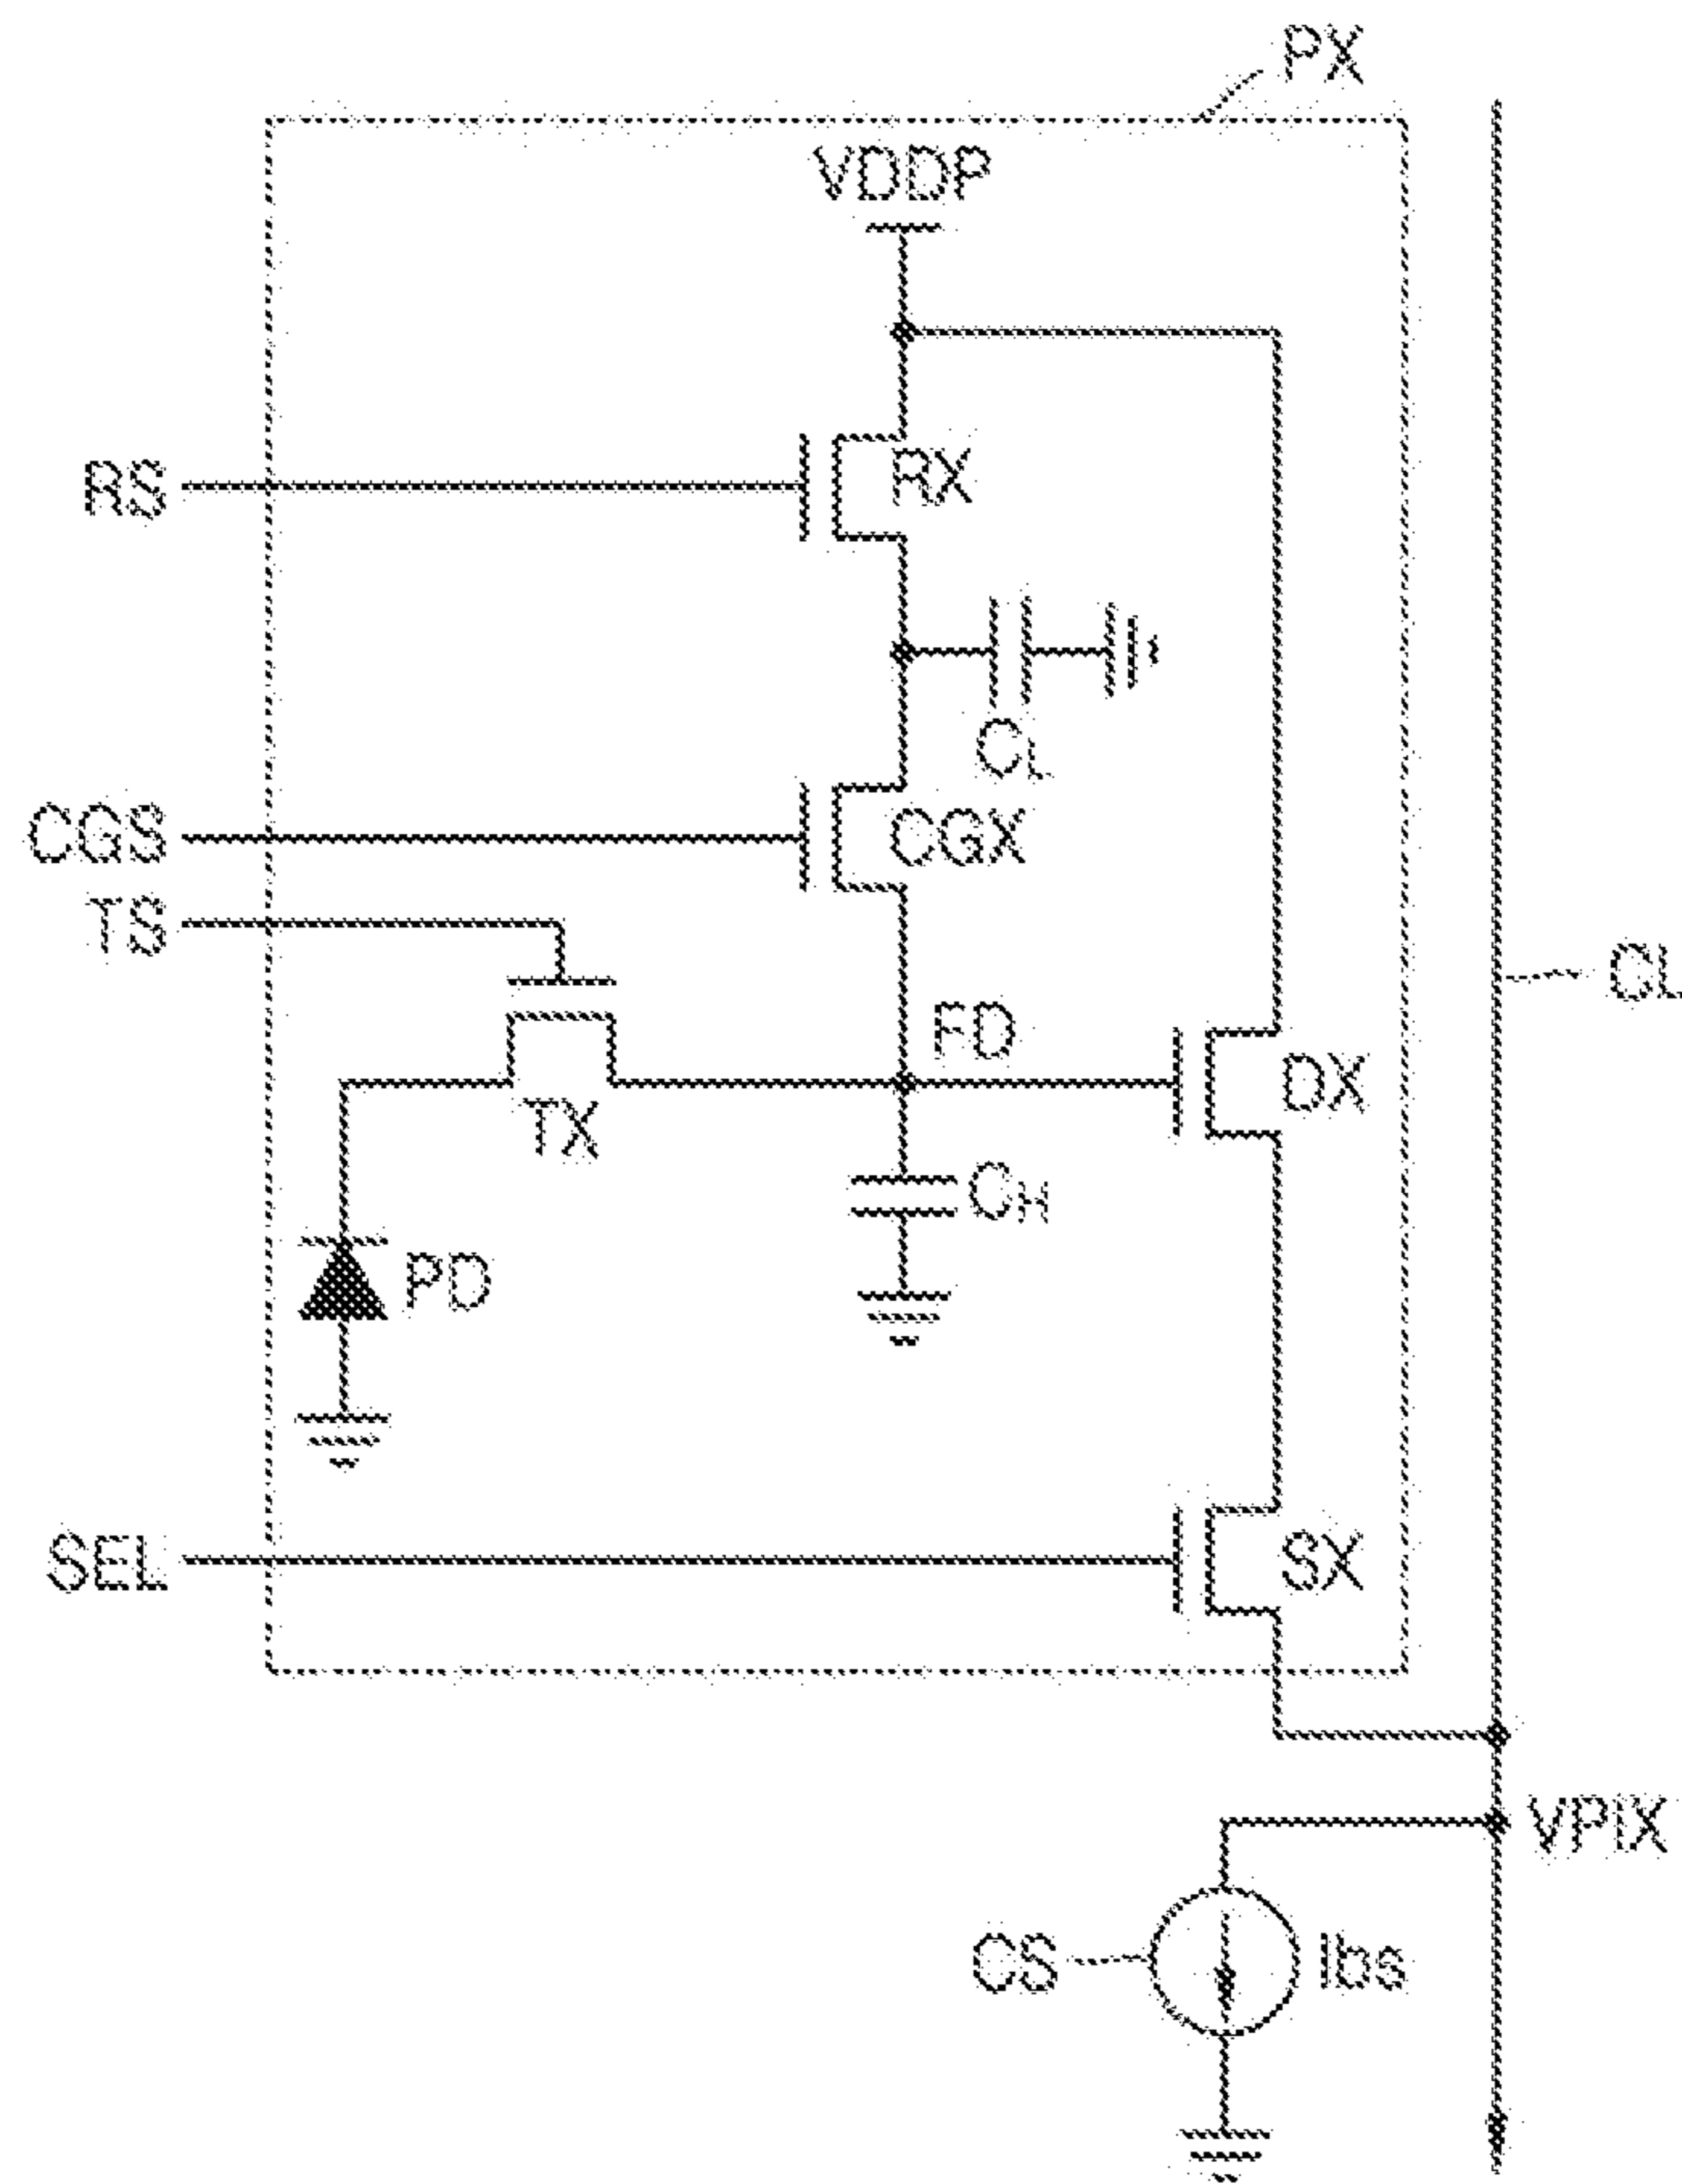 PX
VDDP
RS
RX
CL
CGS
CGX
TS
CL
FD
DX
TX
CH
PD
SEL
SX
VPIX
CS
Ibs